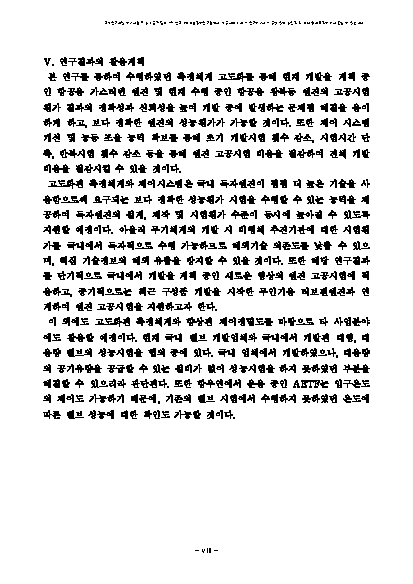 Ⅴ. 연구결과의 활용계획
본 연구를 통하여 수행하였던 측정체계 고도화를 통해 현재 개발을 계획 중
인 항공용 가스터빈 엔진 및 현재 수행 중인 항공용 왕복동 엔진의 고공시험
평가 결과의 정확성과 신뢰성을 높여 개발 중에 발생하는 문제점 해결을 용이
하게 하고, 보다 정확한 엔진의 성능평가가 가능할 것이다. 또한 제어 시스템
개선 및 능동 조율 능력 확보를 통해 초기 개발시험 횟수 감소, 시험시간 단
축, 반복시험 횟수 감소 등을 통해 엔진 고공시험 비용을 절감하여 전체 개발
비용을 절감시킬 수 있을 것이다.
고도화된 측정체계와 제어시스템은 국내 독자엔진이 점점 더 높은 기술을 사
용함으로써 요구되는 보다 정확한 성능평가 시험을 수행할 수 있는 능력을 제
공하여 독자엔진의 설계, 제작 및 시험평가 수준이 동시에 높아질 수 있도록
지원할 예정이다. 아울러 무기체계의 개발 시 비행체 추진기관에 대한 시험평
가를 국내에서 독자적으로 수행 가능하므로 해외기술 의존도를 낮출 수 있으
며, 핵심 기술정보의 해외 유출을 방지할 수 있을 것이다. 또한 해당 연구결과
를 단기적으로 국내에서 개발을 계획 중인 새로운 형상의 엔진 고공시험에 적
용하고, 중기적으로는 최근 구성품 개발을 시작한 무인기용 터보팬엔진과 연
계하여 엔진 고공시험을 지원하고자 한다.
이 외에도 고도화된 측정체계와 향상된 제어정밀도를 바탕으로 타 사업분야
에도 활용할 예정이다. 현재 국내 밸브 개발업체와 국내에서 개발된 대형, 대
용량 밸브의 성능시험을 협의 중에 있다. 국내 업체에서 개발하였으나, 대용량
의 공기유량을 공급할 수 있는 설비가 없어 성능시험을 하지 못하였던 부분을
해결할 수 있으리라 판단된다. 또한 항우연에서 운용 중인 AETF는 입구온도
의 제어도 가능하기 때문에, 기존의 밸브 시험에서 수행하지 못하였던 온도에
따른 밸브 성능에 대한 확인도 가능할 것이다.
- viii -